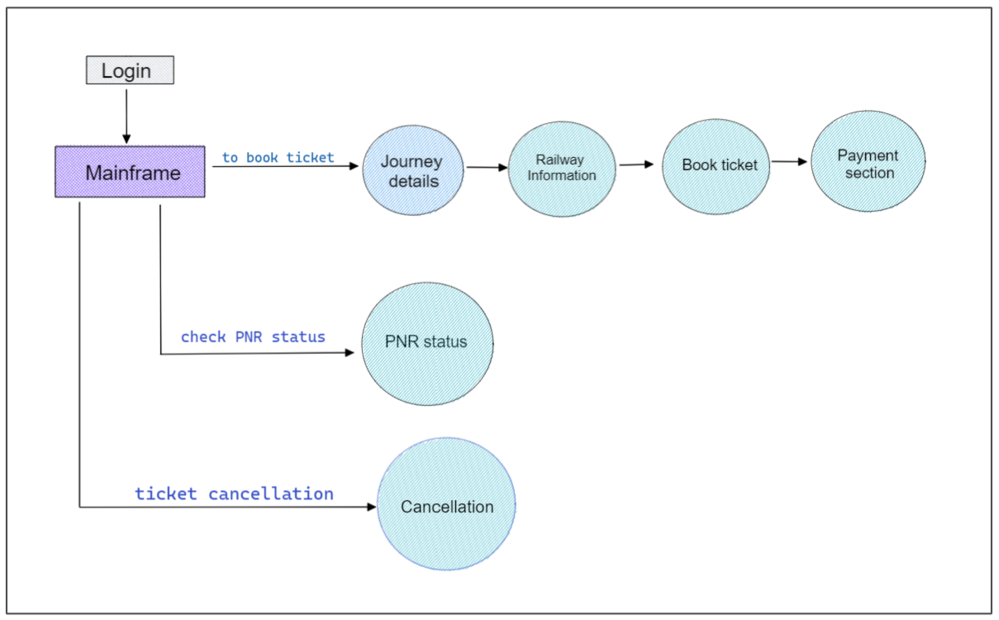 Login
Mainframe
to book ticket
Journey
details
Railway
Information
Book ticket
Payment
section
check PNR status
PNR status
ticket cancellation
Cancellation